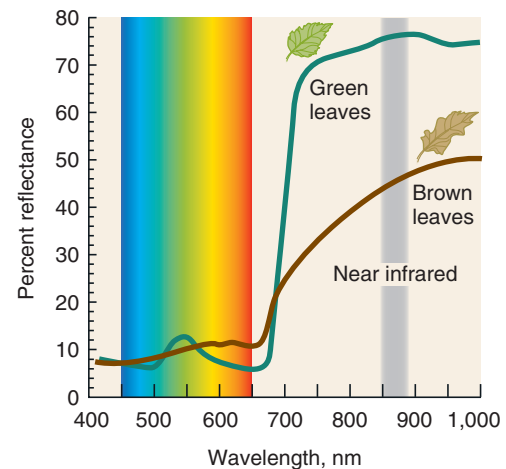 80
70
60
50
40
30
20
10
0
Percent reflectance
Green
leaves
Brown
leaves
Near infrared
400 500 600 700 800 900 1,000
Wavelength, nm